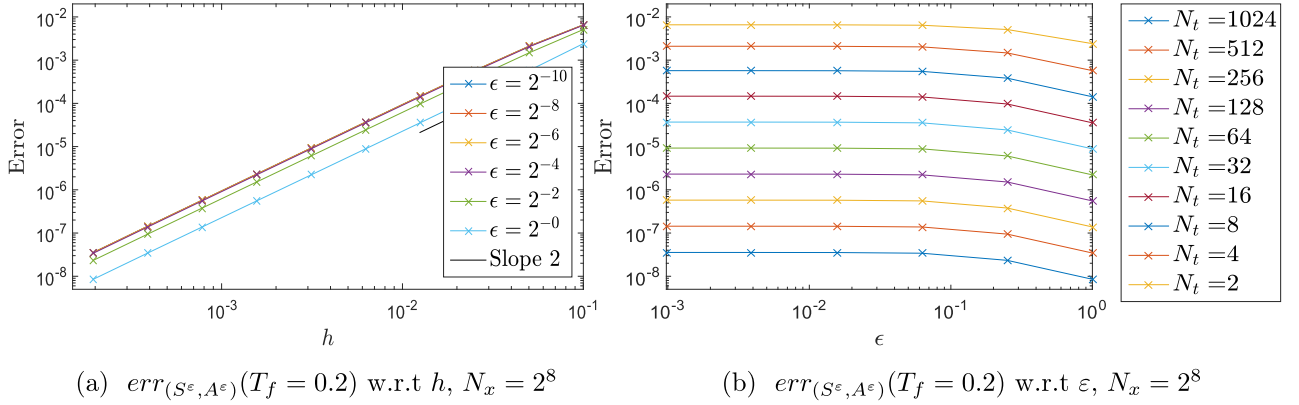 10^{-2}
10^{-3}
10^{-4}
10^{-5}
10^{-6}
10^{-7}
10^{-8}
Error
10^{-3}
10^{-2}
10^{-1}
h
ϵ = 2^{-10}
ϵ = 2^{-8}
ϵ = 2^{-6}
ϵ = 2^{-4}
ϵ = 2^{-2}
ϵ = 2^{-0}
Slope 2
(a) err_{(S^ε,A^ε)}(T_f = 0.2) w.r.t h, N_x = 2^8
10^{-2}
10^{-3}
10^{-4}
10^{-5}
10^{-6}
10^{-7}
10^{-8}
Error
10^{-3}
10^{-2}
10^{-1}
10^0
ϵ
N_t =1024
N_t =512
N_t =256
N_t =128
N_t =64
N_t =32
N_t =16
N_t =8
N_t =4
N_t =2
(b) err_{(S^ε,A^ε)}(T_f = 0.2) w.r.t ε, N_x = 2^8